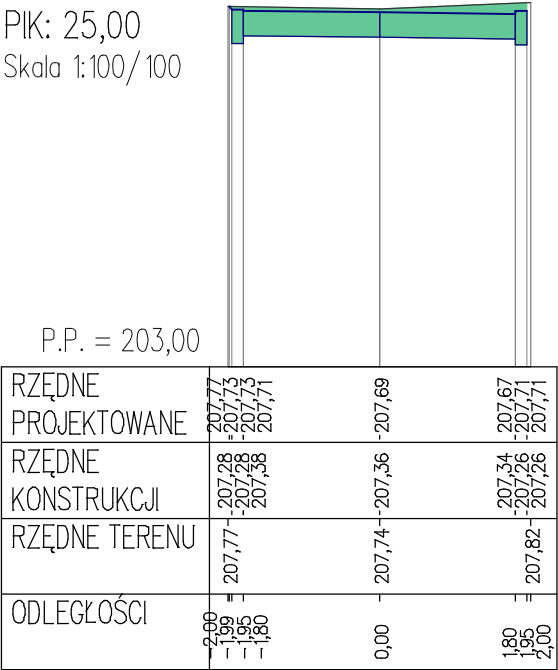 PIK: 25,00
Skala 1:100/100
P.P. = 203,00
RZĘDNE PROJEKTOWANE
207,77 207,73 207,73 207,71 207,69 207,67 207,71 207,71
RZĘDNE KONSTRUKCJI
207,28 207,28 207,38 207,36 207,34 207,26 207,26
RZĘDNE TERENU
207,77 207,74 207,82
ODLEGŁOŚCI
-2,00 -1,99 -1,95 -1,80 0,00 1,80 1,95 2,00